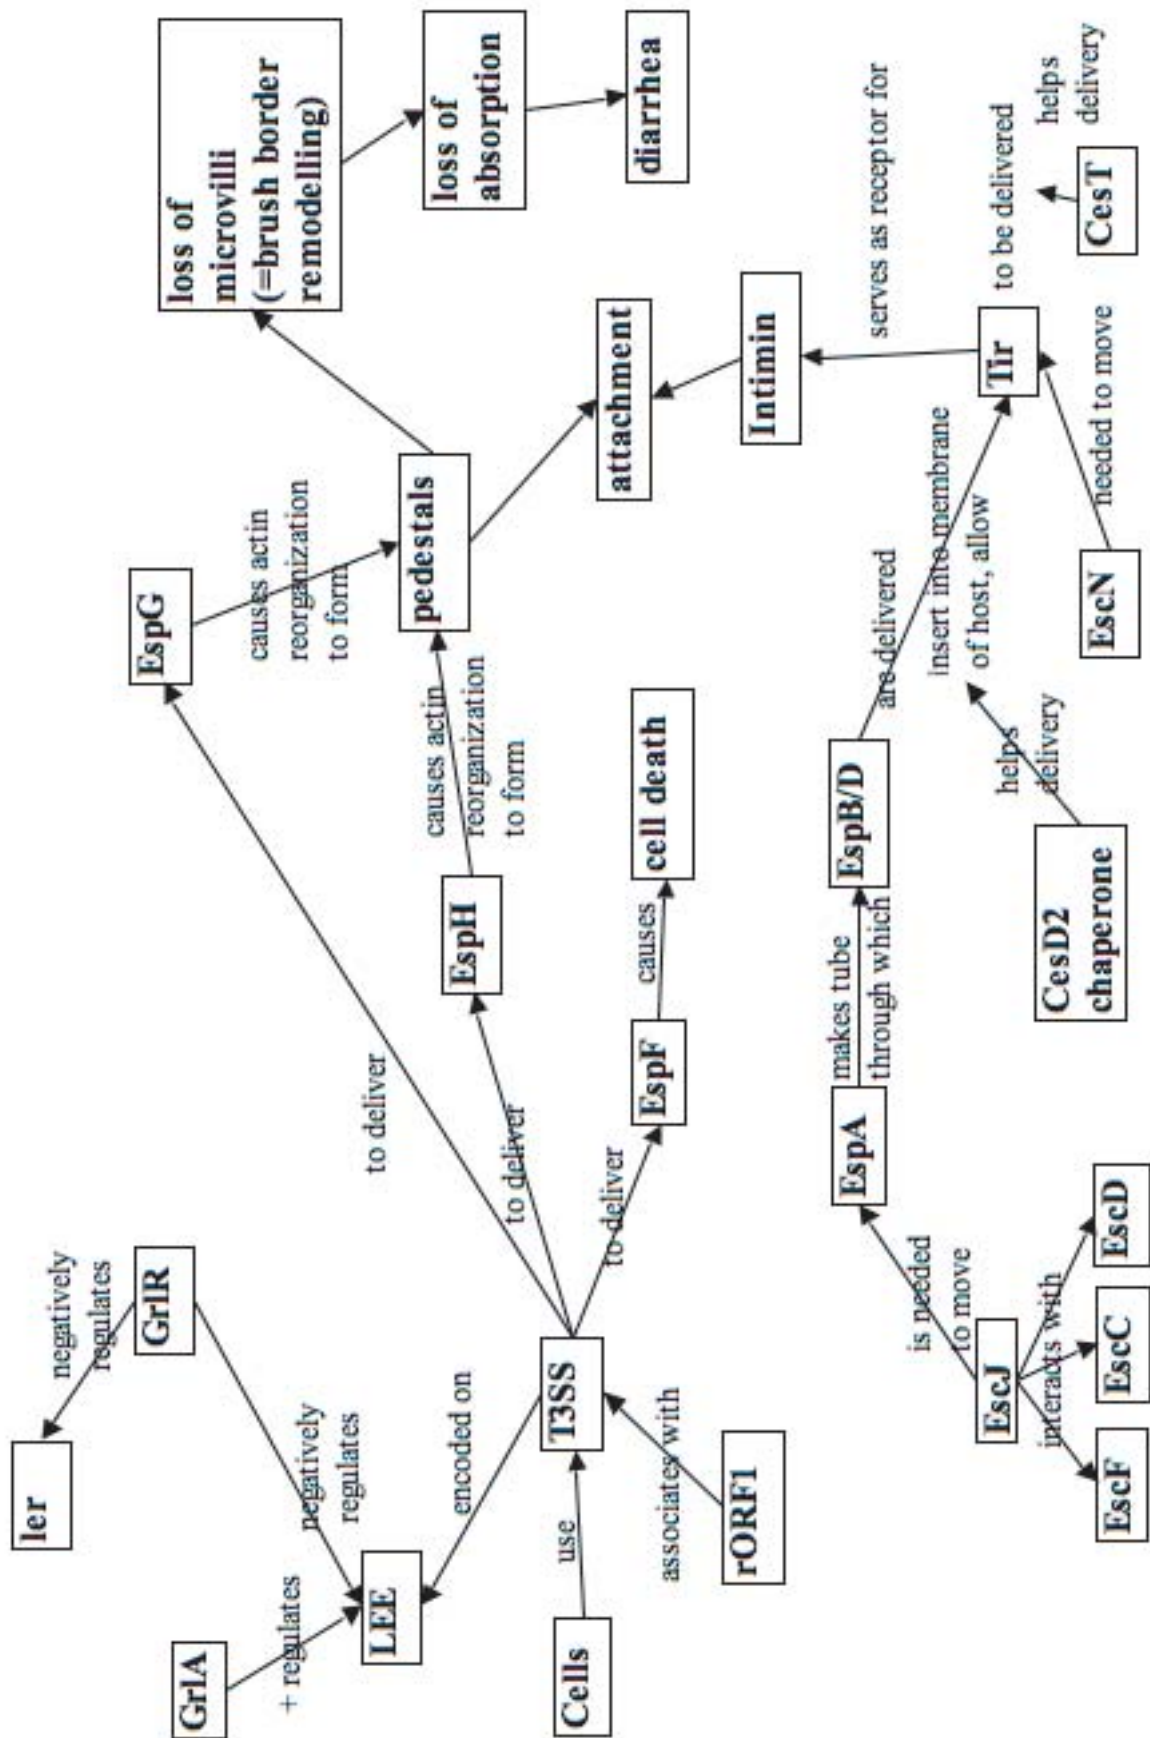 ler
negatively
regulates
GrlR
GrlA
+ regulates
negatively
regulates
LEE
encoded on
Cells
use
T3SS
associates with
rORF1
to deliver
to deliver
to deliver
EspG
causes actin
reorganization
to form
EspH
causes actin
reorganization
to form
pedestals
EspF
causes
cell death
loss of
microvilli
(=brush border
remodelling)
loss of
absorption
diarrhea
attachment
Intimin
serves as receptor for
Tir
to be delivered
helps
delivery
CesT
EscJ
is needed
to move
interacts with
EscF
EscC
EscD
EspA
makes tube
through which
EspB/D
are delivered
insert into membrane
of host, allow
helps
delivery
CesD2
chaperone
EscN
needed to move